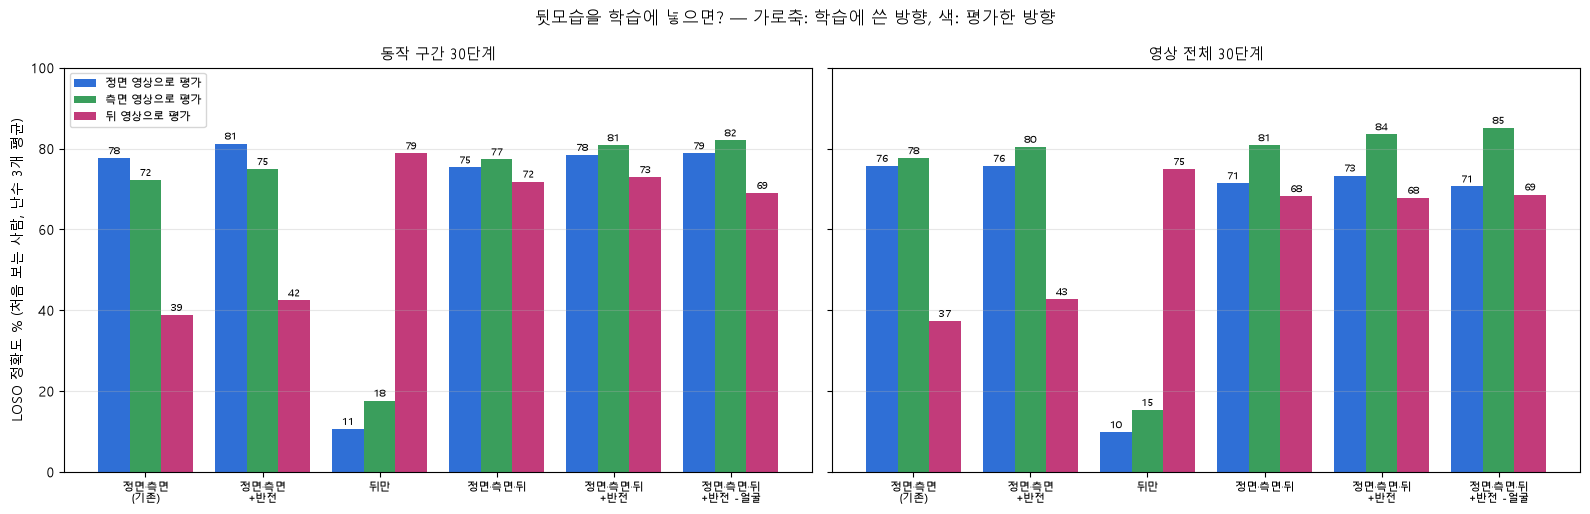 뒷모습을 학습에 넣으면? — 가로축: 학습에 쓴 방향, 색: 평가한 방향
동작 구간 30단계
LOSO 정확도 % (처음 보는 사람, 난수 3개 평균)
100
80
60
40
20
0
정면 영상으로 평가
측면 영상으로 평가
뒤 영상으로 평가
78 72 39
81 75 42
11 18 79
75 77 72
78 81 73
79 82 69
정면·측면
(기존)
정면·측면
+반전
뒤만
정면·측면·뒤
정면·측면·뒤
+반전
정면·측면·뒤
+반전 -얼굴
영상 전체 30단계
76 78 37
76 80 43
10 15 75
71 81 68
73 84 68
71 85 69
정면·측면
(기존)
정면·측면
+반전
뒤만
정면·측면·뒤
정면·측면·뒤
+반전
정면·측면·뒤
+반전 -얼굴